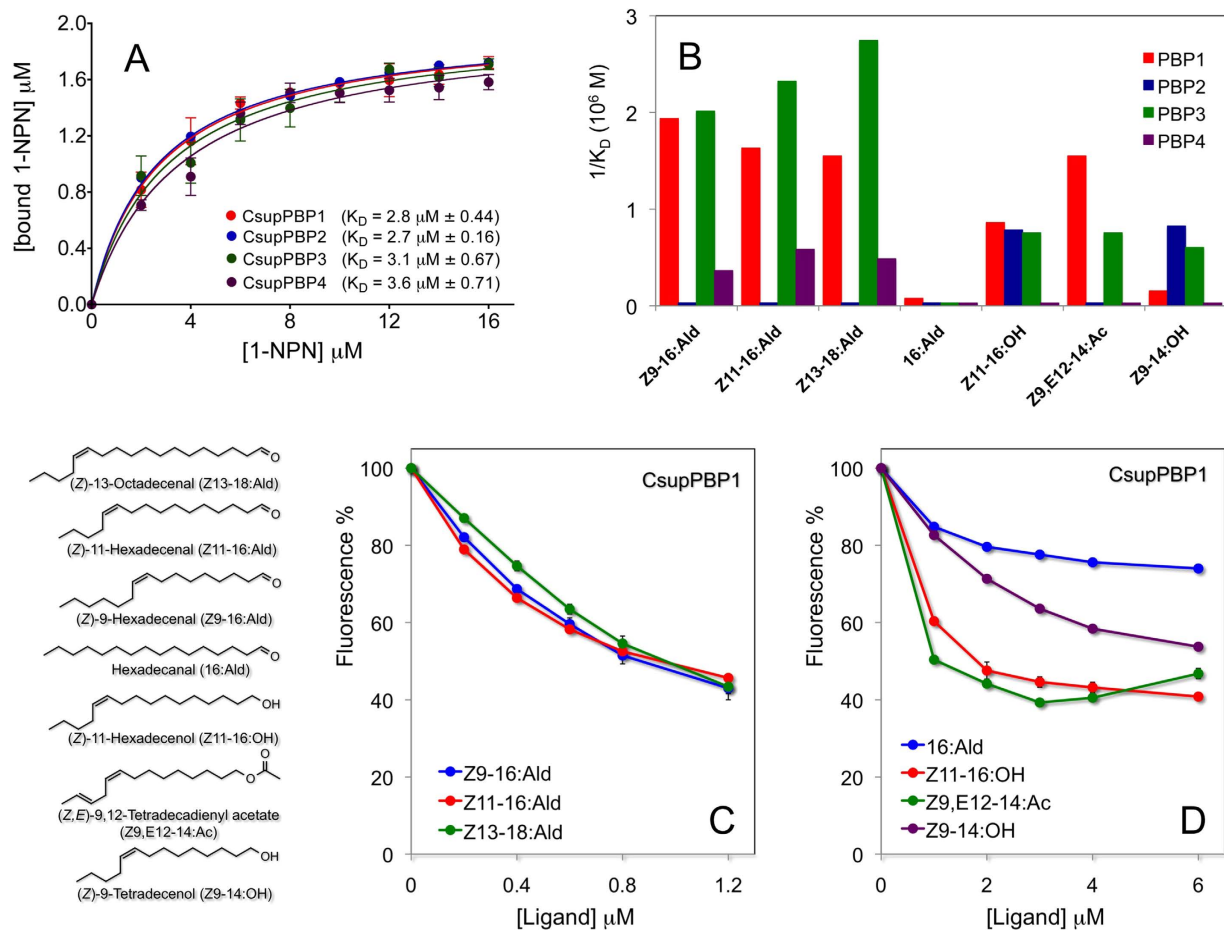 A
[bound 1-NPN] μM
2.0
1.6
1.2
0.8
0.4
0.0
0
4
8
12
16
[1-NPN] μM
CsupPBP1 (KD = 2.8 μM ± 0.44)
CsupPBP2 (KD = 2.7 μM ± 0.16)
CsupPBP3 (KD = 3.1 μM ± 0.67)
CsupPBP4 (KD = 3.6 μM ± 0.71)
B
1/KD (10⁶ M)
3
2
1
0
PBP1
PBP2
PBP3
PBP4
Z9-16:Ald
Z11-16:Ald
Z13-18:Ald
16:Ald
Z11-16:OH
Z9,E12-14:Ac
Z9-14:OH
O
(Z)-13-Octadecenal (Z13-18:Ald)
O
(Z)-11-Hexadecenal (Z11-16:Ald)
O
(Z)-9-Hexadecenal (Z9-16:Ald)
O
Hexadecanal (16:Ald)
OH
(Z)-11-Hexadecenol (Z11-16:OH)
O
O
(Z,E)-9,12-Tetradecadienyl acetate
(Z9,E12-14:Ac)
OH
(Z)-9-Tetradecenol (Z9-14:OH)
CsupPBP1
Fluorescence %
100
80
60
40
20
0
Z9-16:Ald
Z11-16:Ald
Z13-18:Ald
C
0
0.4
0.8
1.2
[Ligand] μM
CsupPBP1
Fluorescence %
100
80
60
40
20
0
16:Ald
Z11-16:OH
Z9,E12-14:Ac
Z9-14:OH
D
0
2
4
6
[Ligand] μM